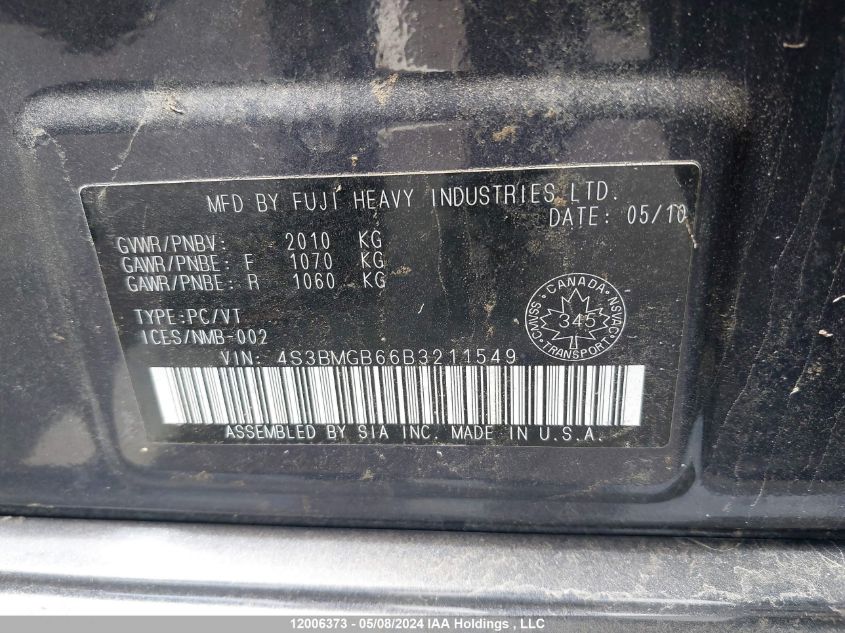 MFD BY FUJI HEAVY INDUSTRIES LTD.
DATE: 05/10
GVWR/PNBV: 2010 KG
GAWR/PNBE: F 1070 KG
GAWR/PNBE: R 1060 KG
TYPE:PC/VT
ICES/NMB-002
CANADA
CMVSS 345 NSVAC
TRANSPORT
VIN: 4S3BMGB66B3211549
ASSEMBLED BY SIA INC. MADE IN U.S.A.
12006373 - 05/08/2024 IAA Holdings, LLC